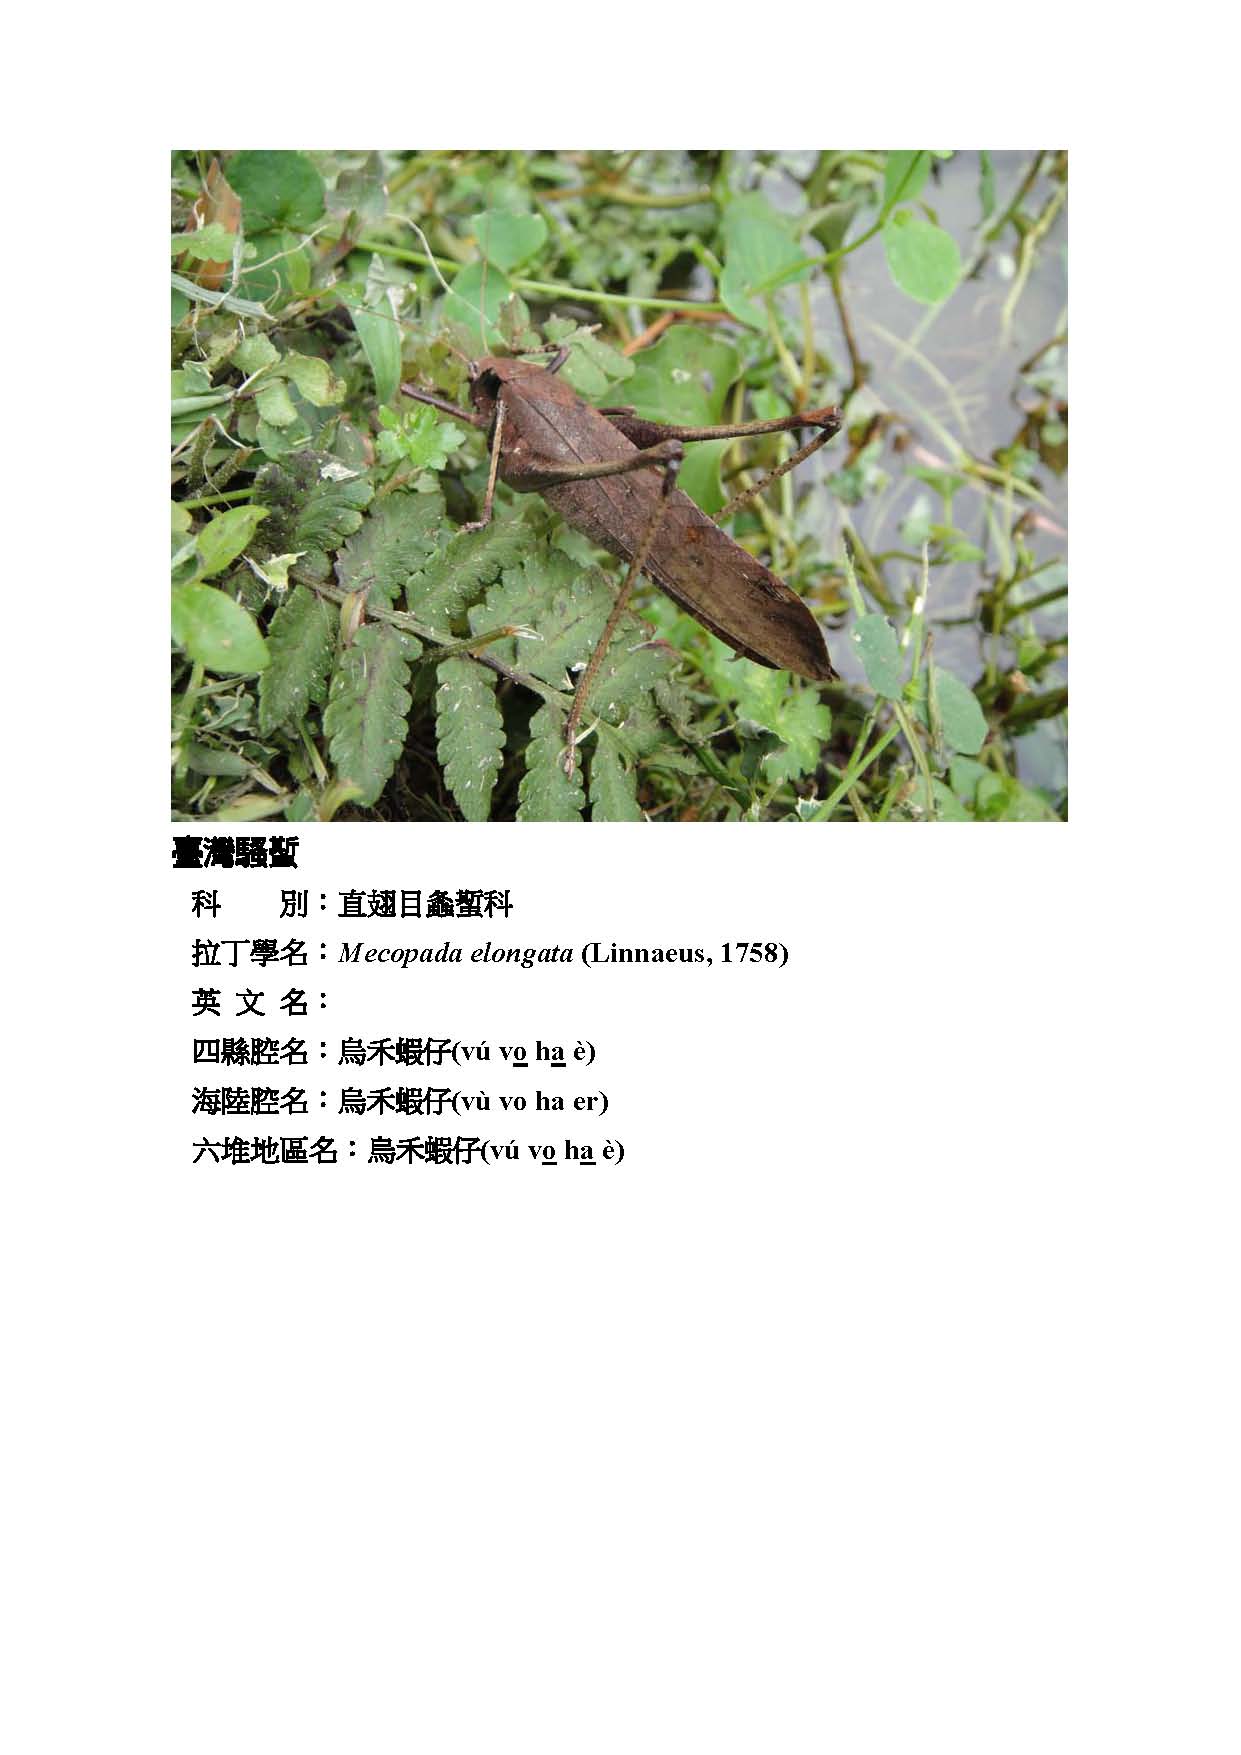 臺灣騷蟴
科　　別：直翅目螽蟴科
拉丁學名：Mecopada elongata (Linnaeus, 1758)
英 文 名：
四縣腔名：烏禾蝦仔(vú vo ha è)
海陸腔名：烏禾蝦仔(vù vo ha er)
六堆地區名：烏禾蝦仔(vú vo ha è)